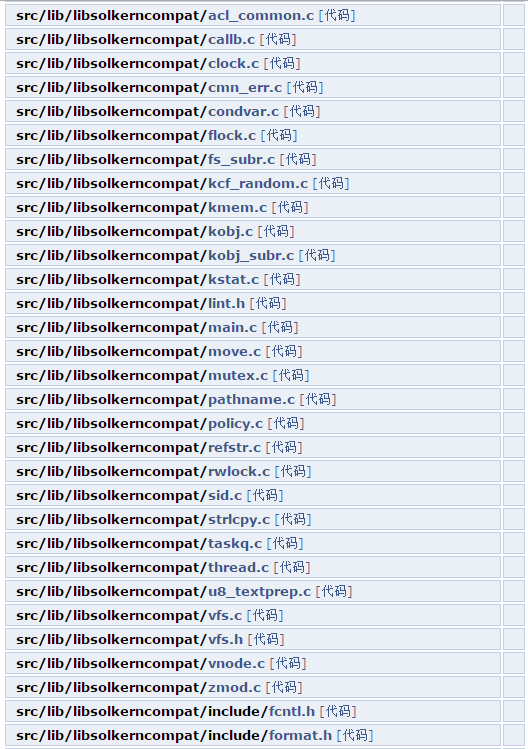 src/lib/libsolkerncompat/acl_common.c [代码]
src/lib/libsolkerncompat/callb.c [代码]
src/lib/libsolkerncompat/clock.c [代码]
src/lib/libsolkerncompat/cmn_err.c [代码]
src/lib/libsolkerncompat/condvar.c [代码]
src/lib/libsolkerncompat/flock.c [代码]
src/lib/libsolkerncompat/fs_subr.c [代码]
src/lib/libsolkerncompat/kcf_random.c [代码]
src/lib/libsolkerncompat/kmem.c [代码]
src/lib/libsolkerncompat/kobj.c [代码]
src/lib/libsolkerncompat/kobj_subr.c [代码]
src/lib/libsolkerncompat/kstat.c [代码]
src/lib/libsolkerncompat/lint.h [代码]
src/lib/libsolkerncompat/main.c [代码]
src/lib/libsolkerncompat/move.c [代码]
src/lib/libsolkerncompat/mutex.c [代码]
src/lib/libsolkerncompat/pathname.c [代码]
src/lib/libsolkerncompat/policy.c [代码]
src/lib/libsolkerncompat/refstr.c [代码]
src/lib/libsolkerncompat/rwlock.c [代码]
src/lib/libsolkerncompat/sid.c [代码]
src/lib/libsolkerncompat/strlcpy.c [代码]
src/lib/libsolkerncompat/taskq.c [代码]
src/lib/libsolkerncompat/thread.c [代码]
src/lib/libsolkerncompat/u8_textprep.c [代码]
src/lib/libsolkerncompat/vfs.c [代码]
src/lib/libsolkerncompat/vfs.h [代码]
src/lib/libsolkerncompat/vnode.c [代码]
src/lib/libsolkerncompat/zmod.c [代码]
src/lib/libsolkerncompat/include/fcntl.h [代码]
src/lib/libsolkerncompat/include/format.h [代码]